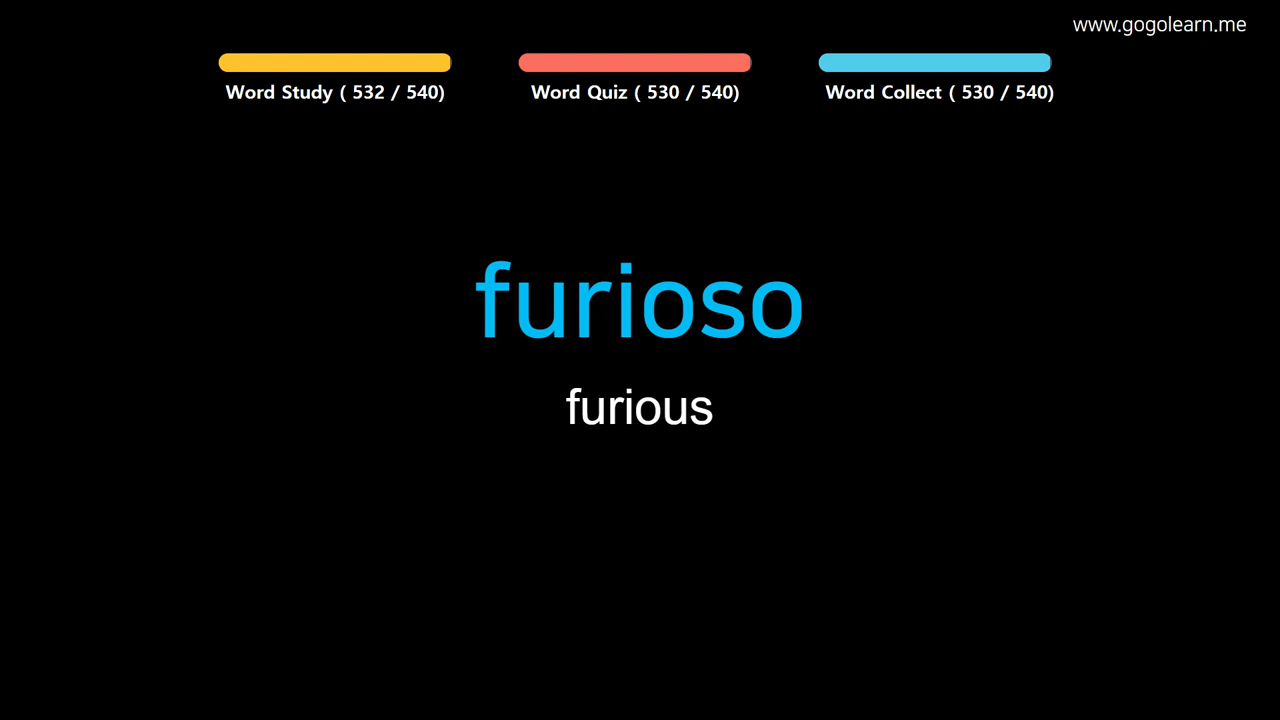 www.gogolearn.me
Word Study ( 532 / 540)
Word Quiz ( 530 / 540)
Word Collect ( 530 / 540)
furioso
furious